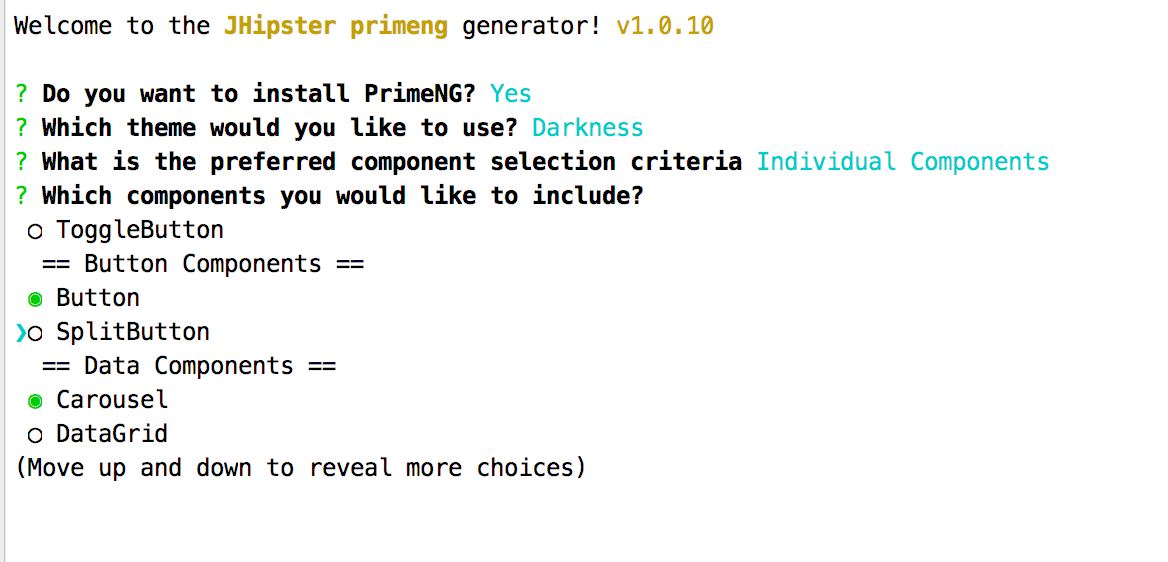 Welcome to the JHipster primeng generator! v1.0.10
? Do you want to install PrimeNG? Yes
? Which theme would you like to use? Darkness
? What is the preferred component selection criteria Individual Components
? Which components you would like to include?
○ ToggleButton
== Button Components ==
◉ Button
❯○ SplitButton
== Data Components ==
◉ Carousel
○ DataGrid
(Move up and down to reveal more choices)